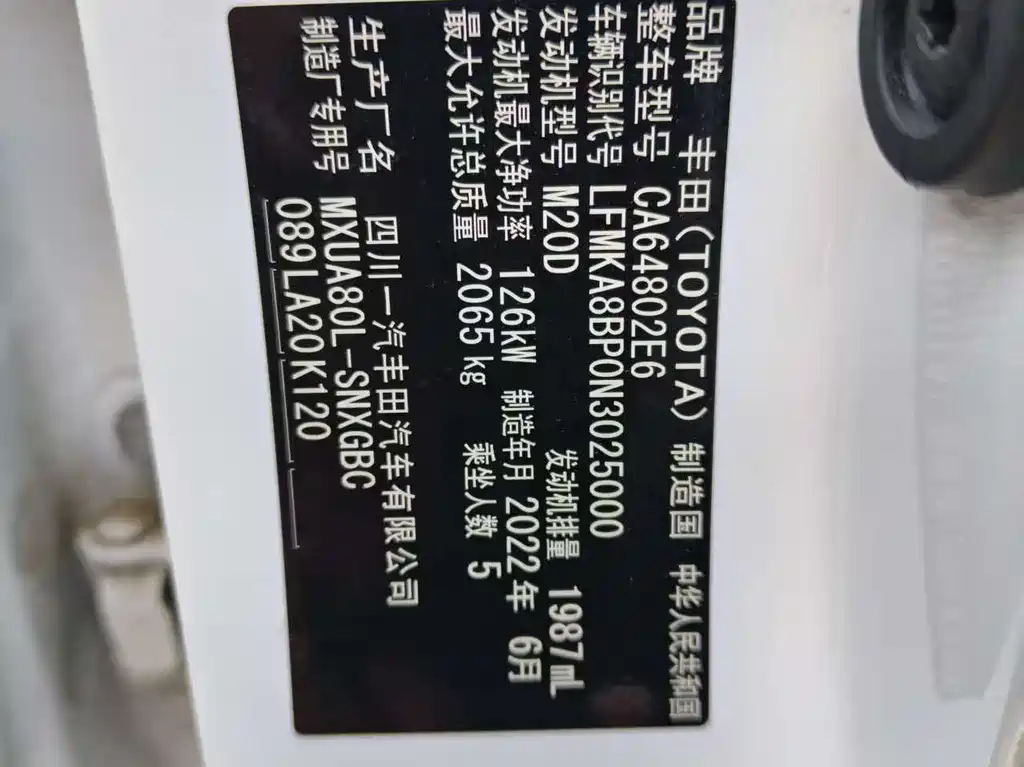 品牌 丰田(TOYOTA) 制造国 中华人民共和国
整车型号 CA64802E6
车辆识别代号 LFMKA8BP0N3025000
发动机型号 M20D 发动机排量 1987mL
发动机最大净功率 126kW 制造年月 2022年 6月
最大允许总质量 2065kg 乘坐人数 5
生产厂名 四川一汽丰田汽车有限公司
制造厂专用号 MXUA80L-SNXGBC
089LA20K120